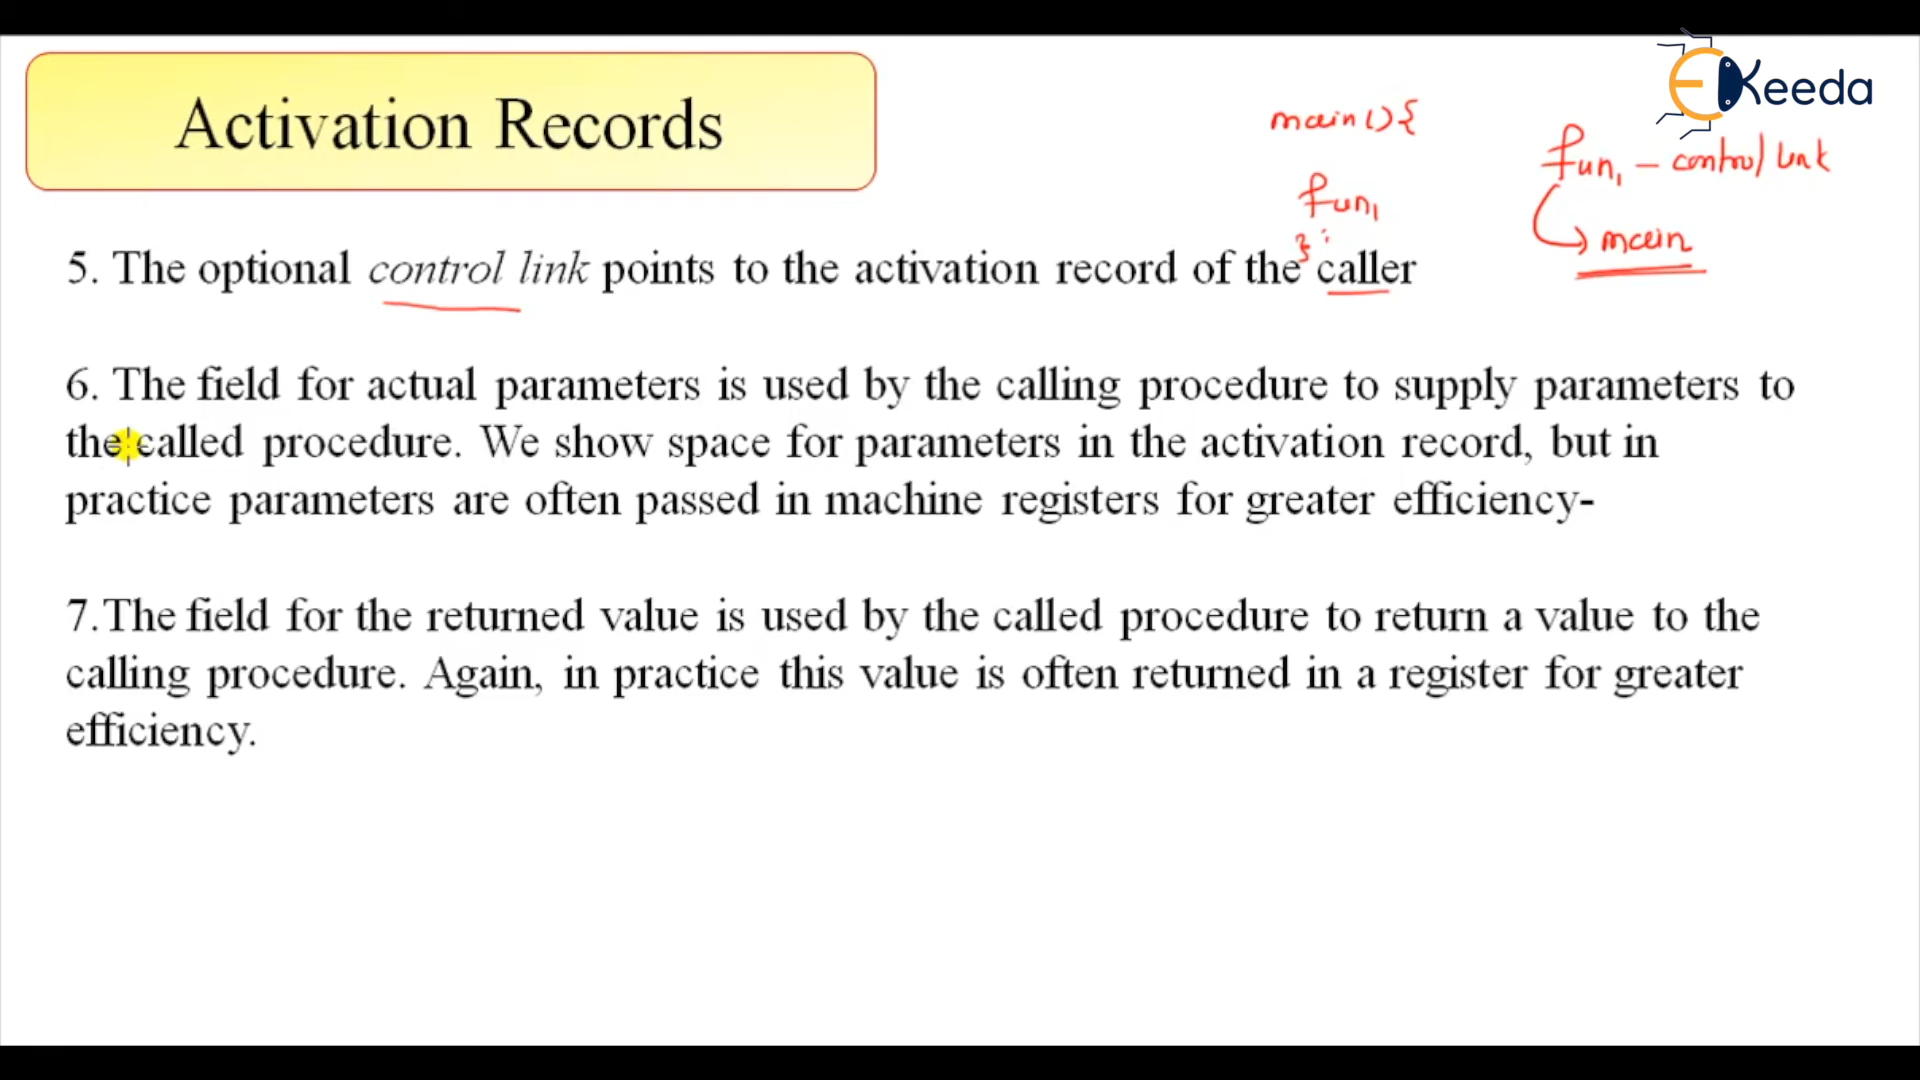 Activation Records
Keeda
main() {
fun1
}
fun1 - control link
main
5. The optional control link points to the activation record of the caller
6. The field for actual parameters is used by the calling procedure to supply parameters to
the called procedure. We show space for parameters in the activation record, but in
practice parameters are often passed in machine registers for greater efficiency-
7.The field for the returned value is used by the called procedure to return a value to the
calling procedure. Again, in practice this value is often returned in a register for greater
efficiency.